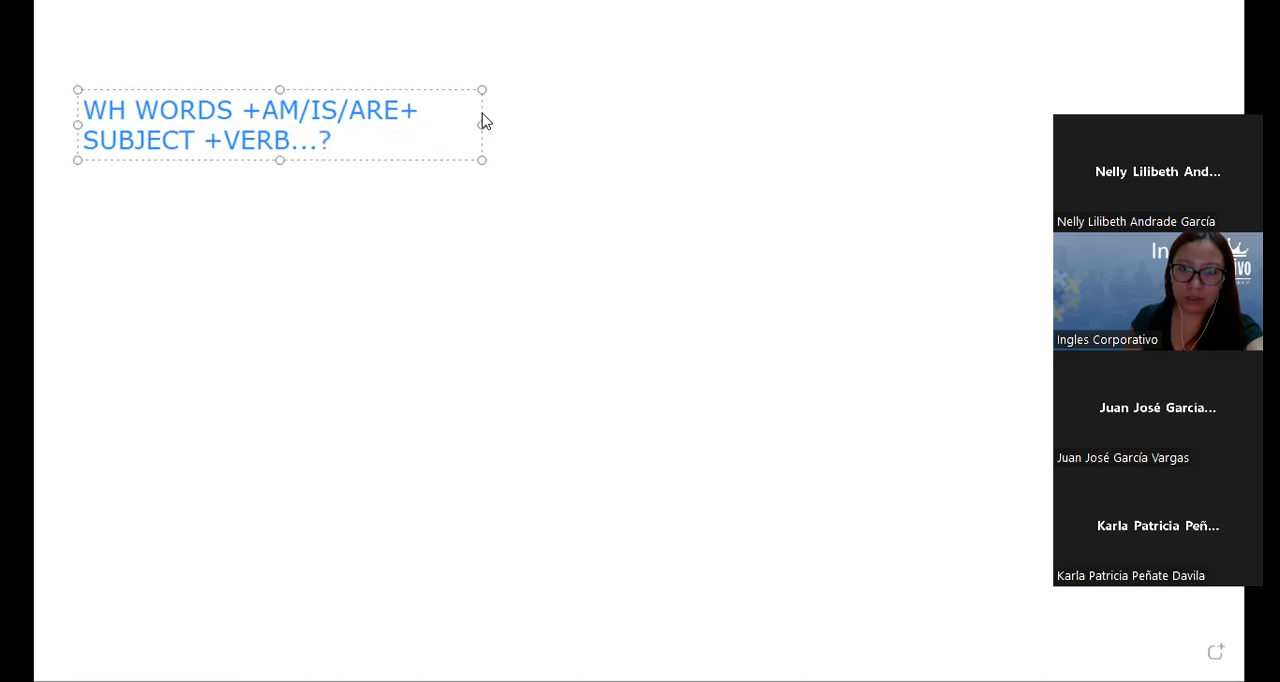 WH WORDS +AM/IS/ARE+
SUBJECT +VERB...?
Nelly Lilibeth And...
Nelly Lilibeth Andrade García
In
Ingles Corporativo
Juan José García...
Juan José García Vargas
Karla Patricia Peñ...
Karla Patricia Peñate Davila